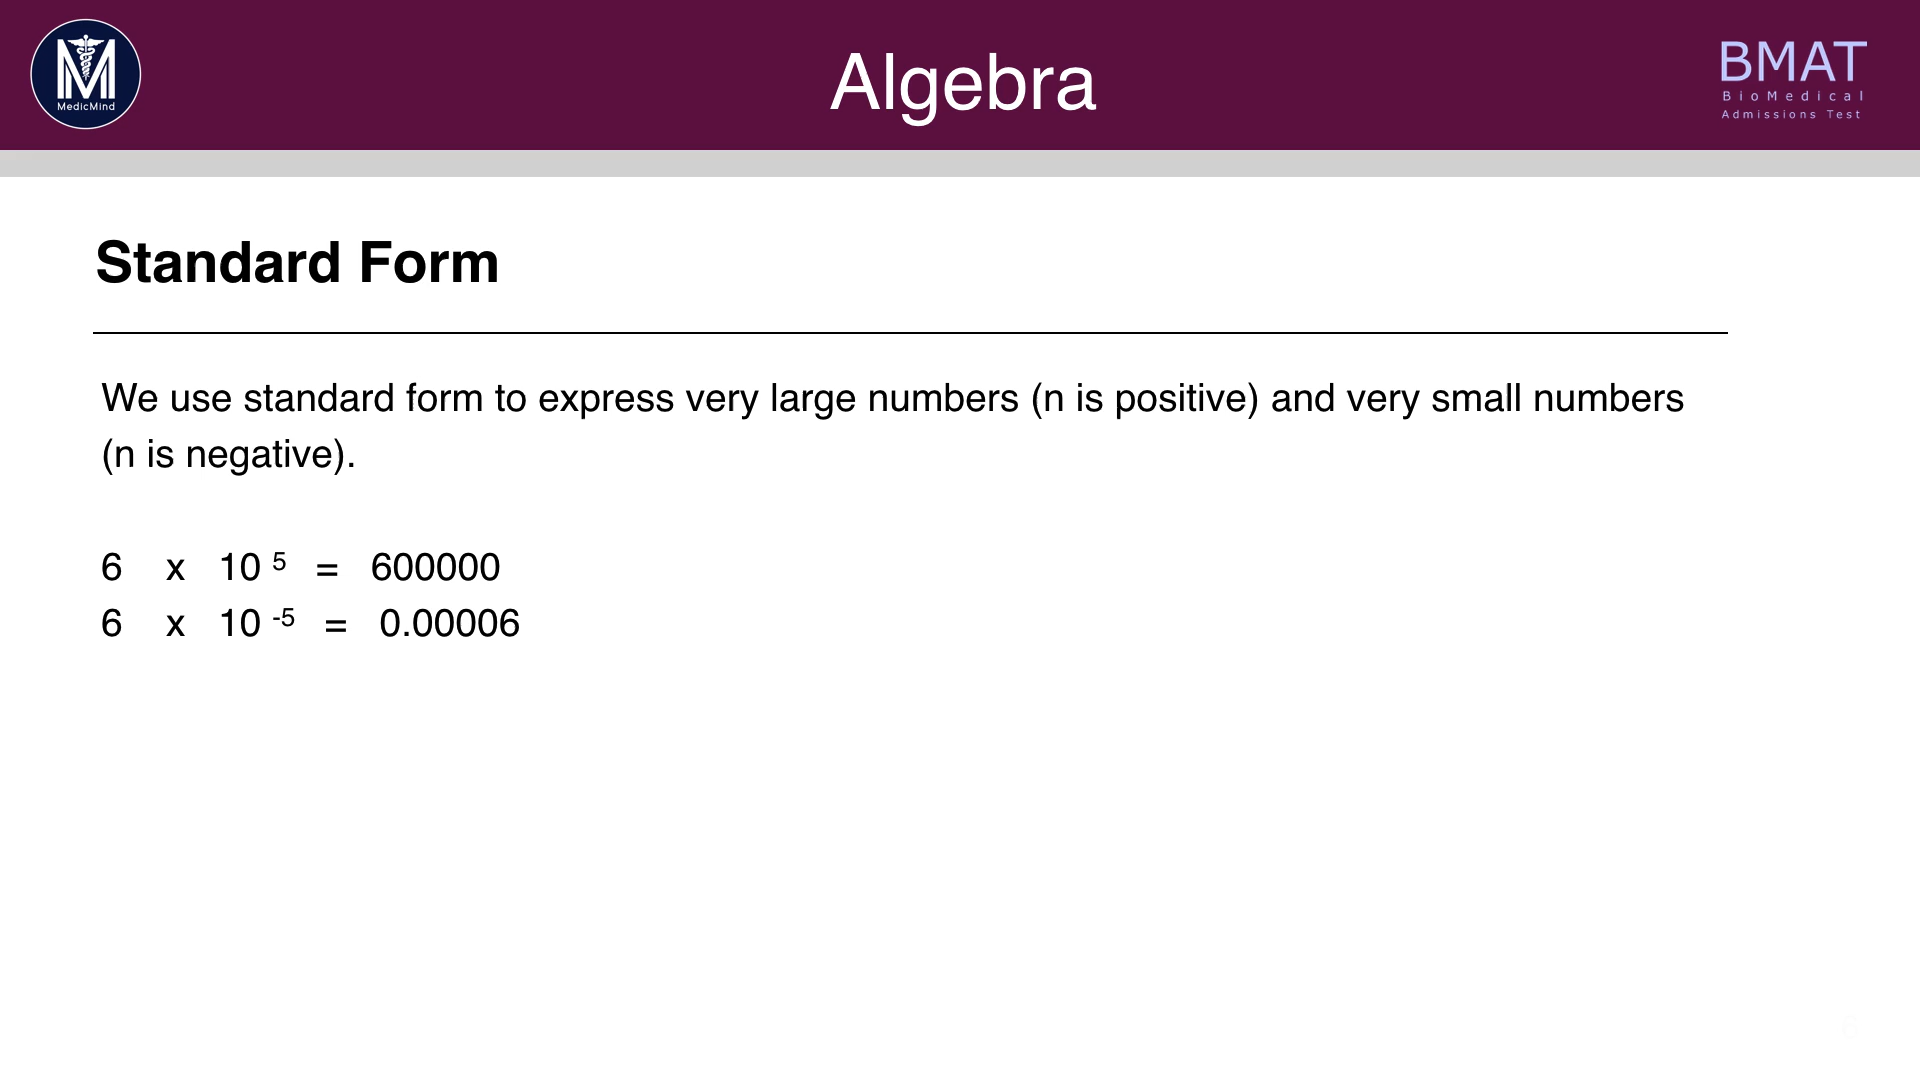 MedicMind
Algebra
BMAT
BioMedical
Admissions Test
Standard Form
We use standard form to express very large numbers (n is positive) and very small numbers
(n is negative).
6 x 10 ⁵ = 600000
6 x 10 ⁻⁵ = 0.00006